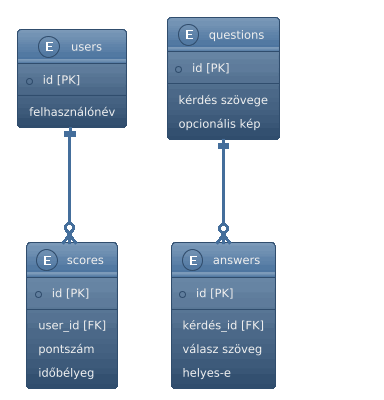 E users
id [PK]
felhasználónév
E questions
id [PK]
kérdés szövege
opcionális kép
E scores
id [PK]
user_id [FK]
pontszám
időbélyeg
E answers
id [PK]
kérdés_id [FK]
válasz szöveg
helyes-e